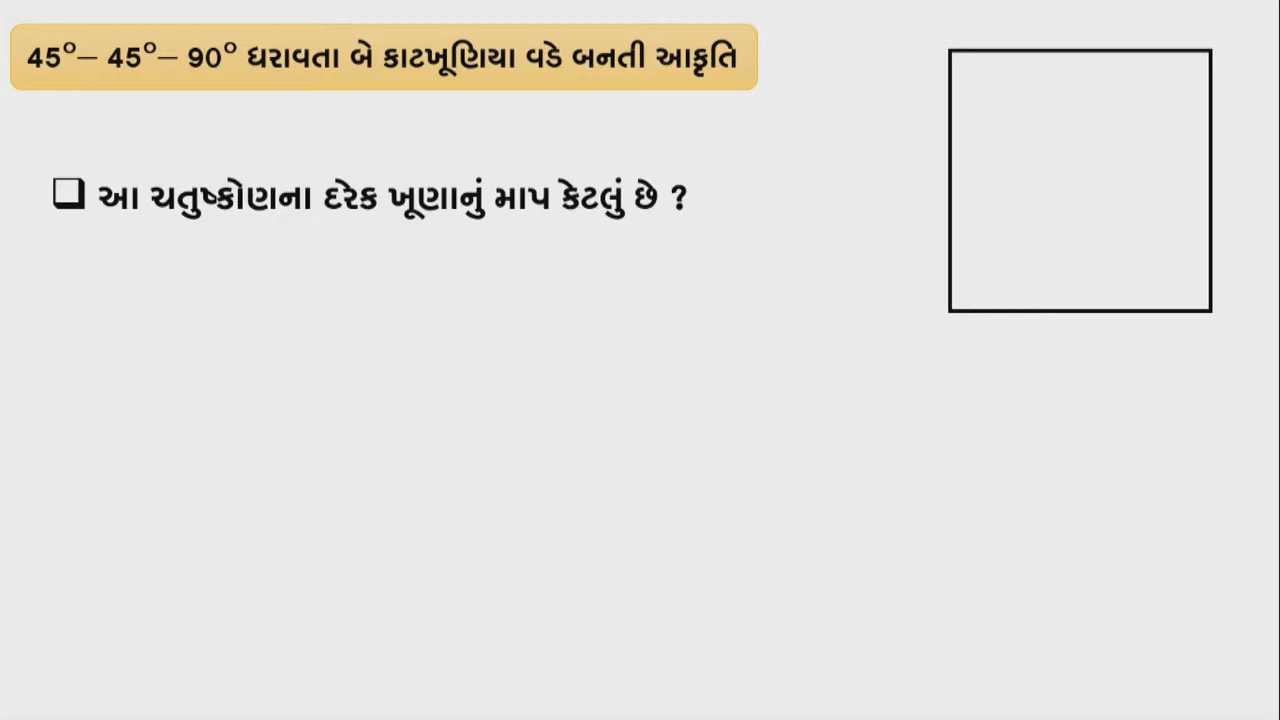 45°– 45°– 90° ધરાવતા બે કાટખૂણિયા વડે બનતી આકૃતિ
❑ આ ચતુષ્કોણના દરેક ખૂણાનું માપ કેટલું છે ?